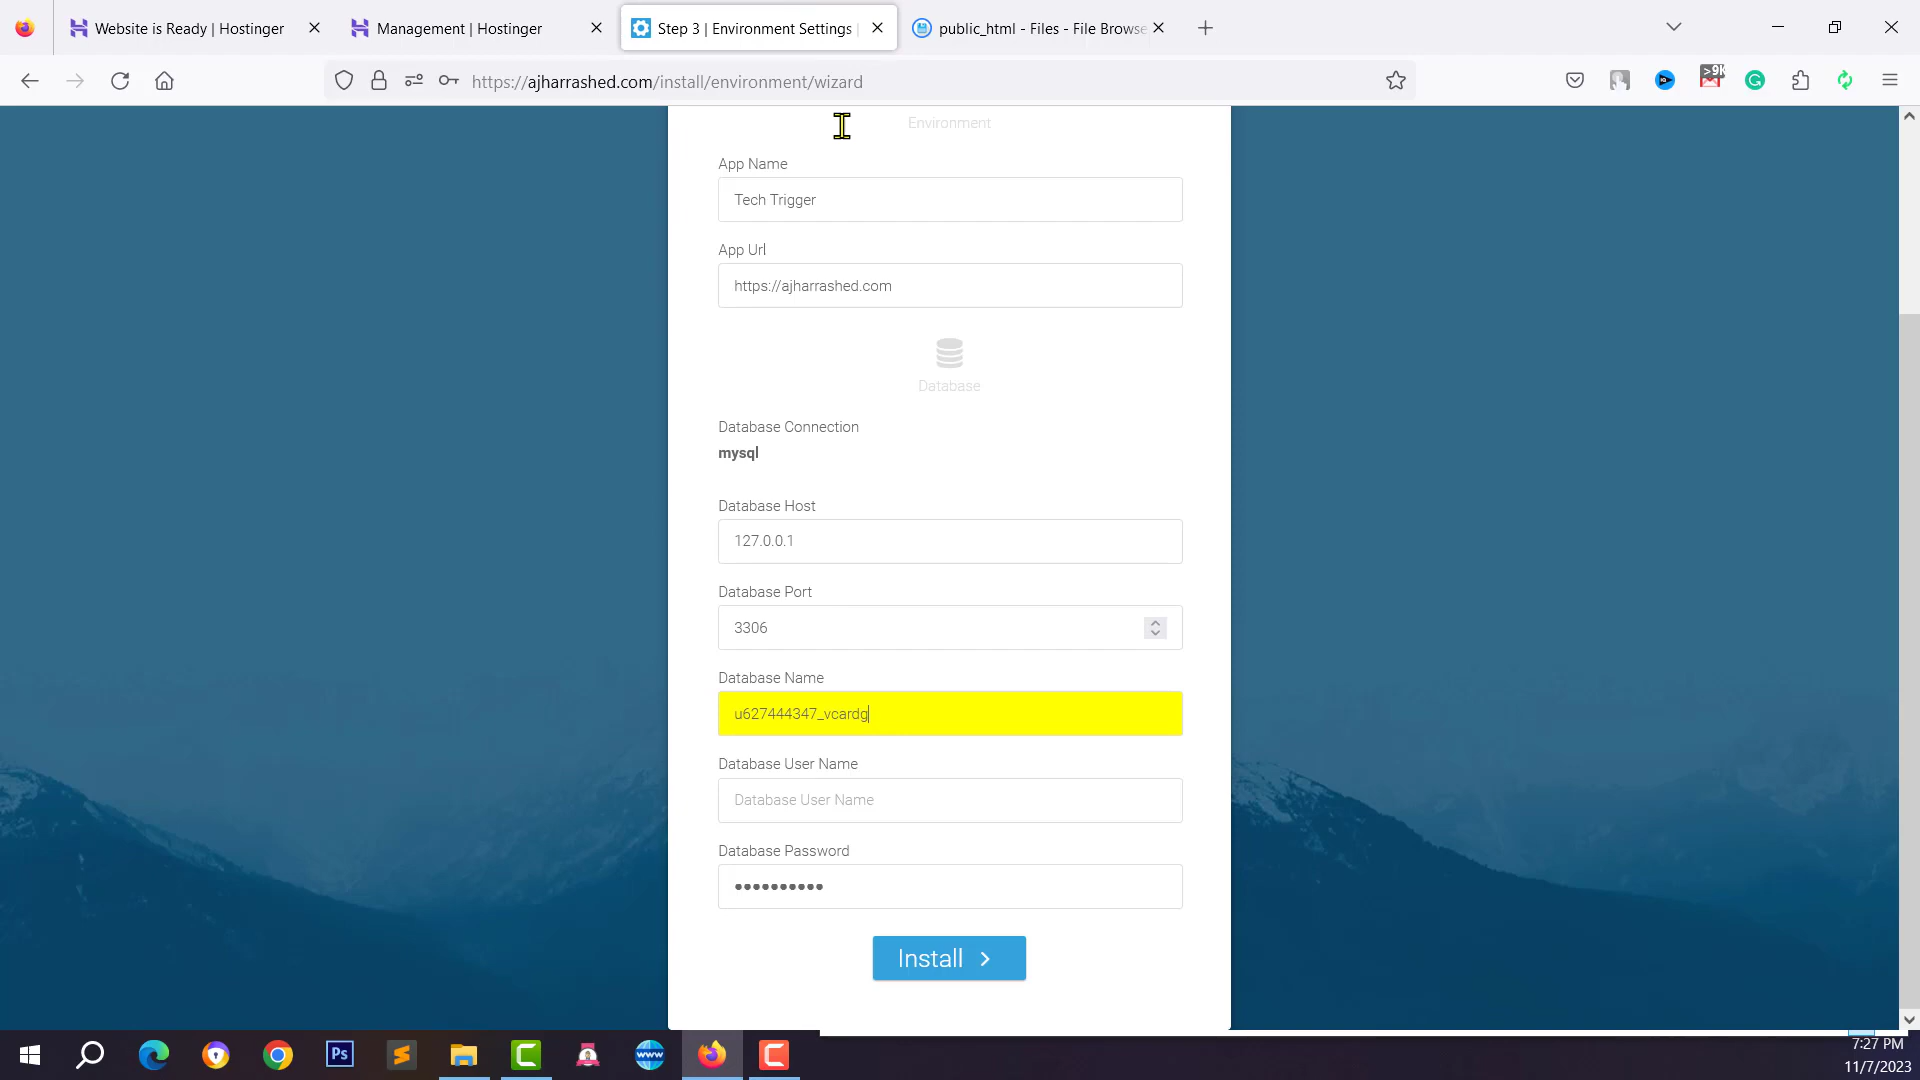 Website is Ready | Hostinger
Management | Hostinger
Step 3 | Environment Settings |
public_html - Files - File Browse
https://ajharrashed.com/install/environment/wizard
>9K
Environment
App Name
Tech Trigger
App Url
https://ajharrashed.com
Database
Database Connection
mysql
Database Host
127.0.0.1
Database Port
3306
Database Name
u627444347_vcardg
Database User Name
Database User Name
Database Password
Install
Ps
www
7:27 PM
11/7/2023